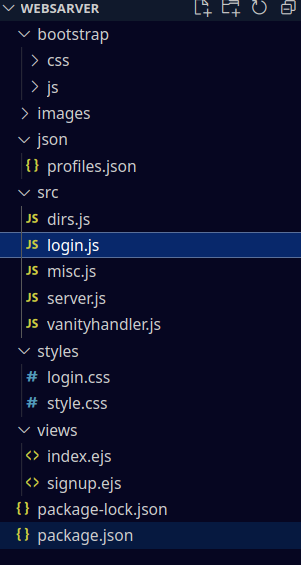 WEBSARVER
bootstrap
css
js
images
json
{} profiles.json
src
JS dirs.js
JS login.js
JS misc.js
JS server.js
JS vanityhandler.js
styles
# login.css
# style.css
views
<> index.ejs
<> signup.ejs
{} package-lock.json
{} package.json